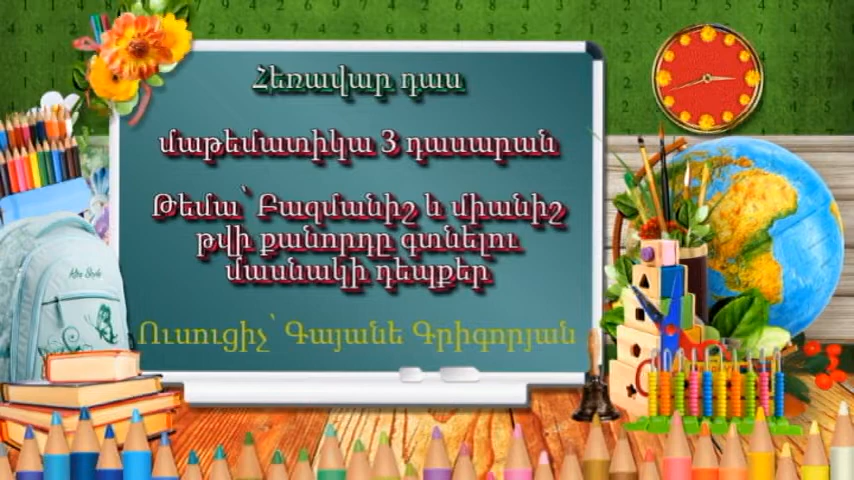 Հեռավար դաս
մաթեմատիկա 3 դասարան
Թեմա՝ Բազմանիշ և միանիշ
թվի քանորդը գտնելու
մասնակի դեպքեր
Ուսուցիչ՝ Գայանե Գրիգորյան